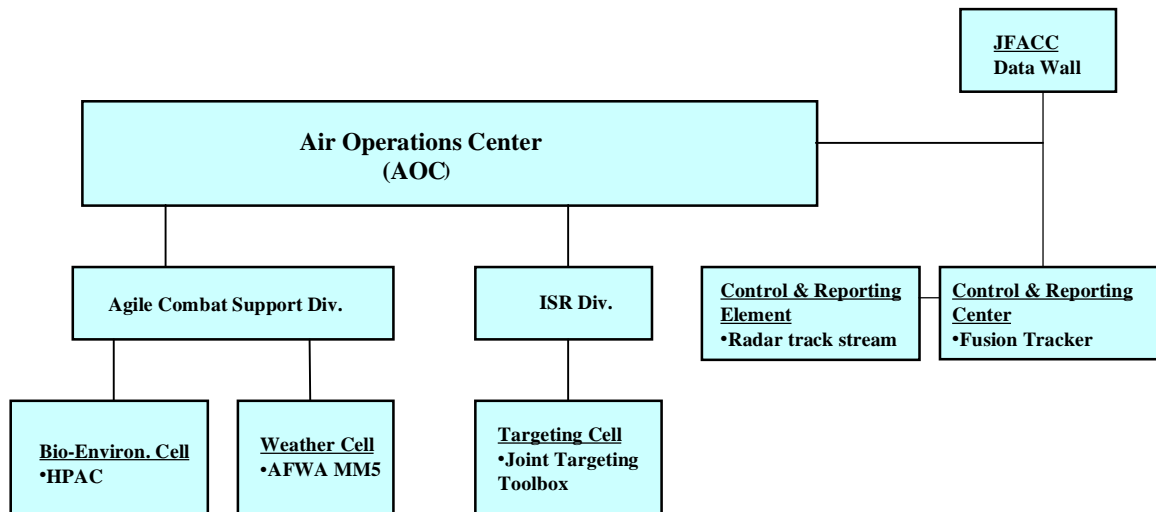 JFACC
Data Wall
Air Operations Center
(AOC)
Agile Combat Support Div.
ISR Div.
Control & Reporting
Element
•Radar track stream
Control & Reporting
Center
•Fusion Tracker
Bio-Environ. Cell
•HPAC
Weather Cell
•AFWA MM5
Targeting Cell
•Joint Targeting
Toolbox